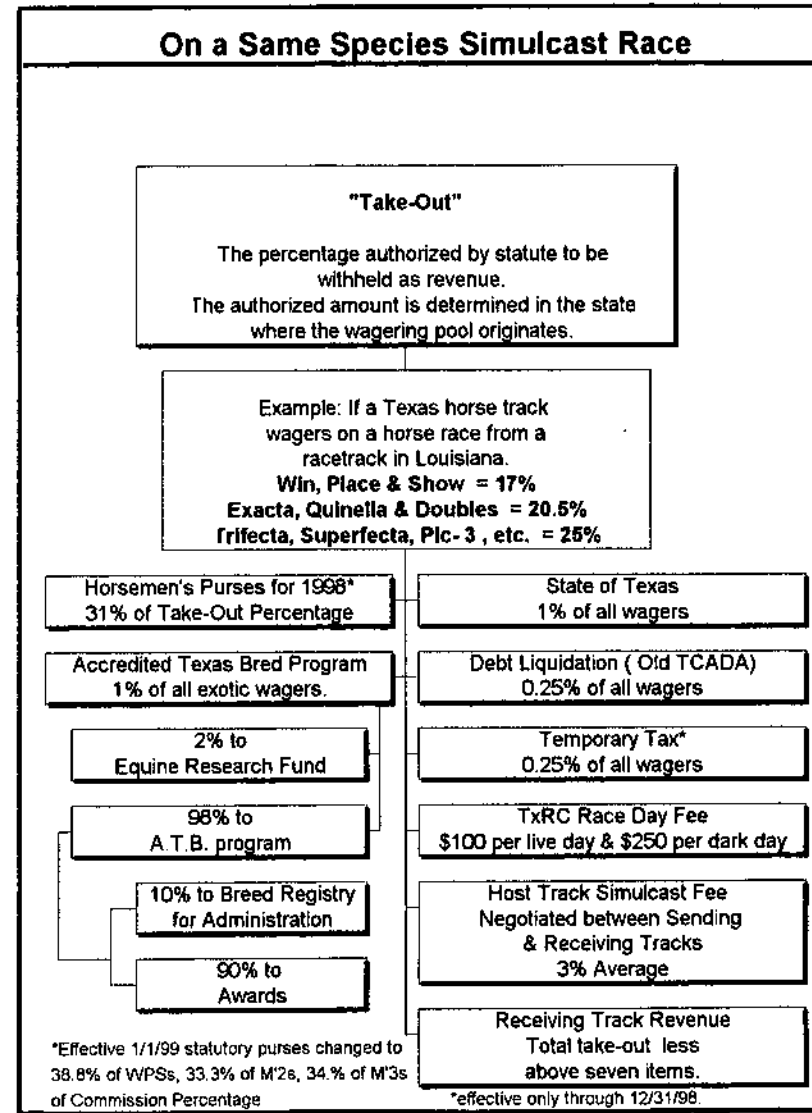 On a Same Species Simulcast Race
"Take-Out"
The percentage authorized by statute to be
withheld as revenue.
The authorized amount is determined in the state
where the wagering pool originates.
Example: If a Texas horse track
wagers on a horse race from a
racetrack in Louisiana.
Win, Place & Show = 17%
Exacta, Quinella & Doubles = 20.5%
Trifecta, Superfecta, Pic-3 , etc. = 25%
Horsemen's Purses for 1998*
31% of Take-Out Percentage
Accredited Texas Bred Program
1% of all exotic wagers.
2% to
Equine Research Fund
98% to
A.T.B. program
10% to Breed Registry
for Administration
90% to
Awards
*Effective 1/1/99 statutory purses changed to
38.8% of WPSs, 33.3% of M'2s, 34.% of M'3s
of Commission Percentage
State of Texas
1% of all wagers
Debt Liquidation ( Old TCADA)
0.25% of all wagers
Temporary Tax*
0.25% of all wagers
TxRC Race Day Fee
$100 per live day & $250 per dark day
Host Track Simulcast Fee
Negotiated between Sending
& Receiving Tracks
3% Average
Receiving Track Revenue
Total take-out less
above seven items.
*effective only through 12/31/98.